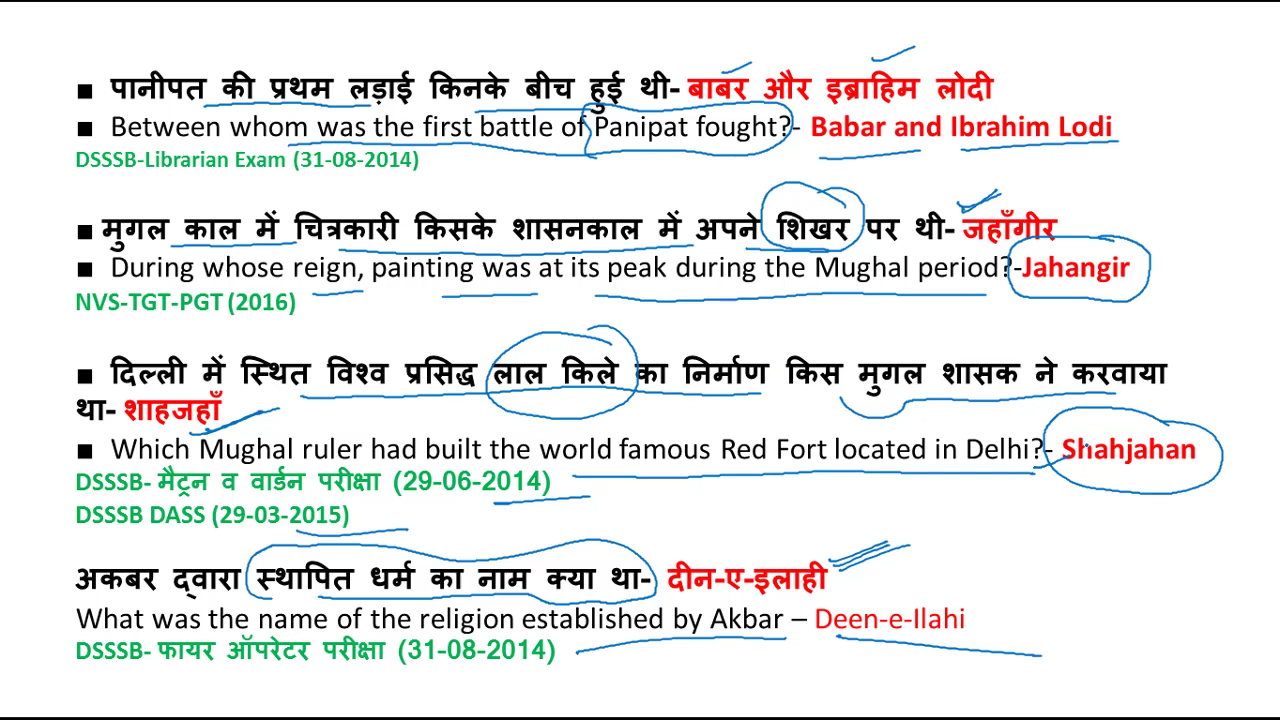 ▪ पानीपत की प्रथम लड़ाई किनके बीच हुई थी- बाबर और इब्राहिम लोदी
▪ Between whom was the first battle of Panipat fought?- Babar and Ibrahim Lodi
DSSSB-Librarian Exam (31-08-2014)
▪ मुगल काल में चित्रकारी किसके शासनकाल में अपने शिखर पर थी- जहाँगीर
▪ During whose reign, painting was at its peak during the Mughal period?-Jahangir
NVS-TGT-PGT (2016)
▪ दिल्ली में स्थित विश्व प्रसिद्ध लाल किले का निर्माण किस मुगल शासक ने करवाया
था- शाहजहाँ
▪ Which Mughal ruler had built the world famous Red Fort located in Delhi?- Shahjahan
DSSSB- मैट्रन व वार्डन परीक्षा (29-06-2014)
DSSSB DASS (29-03-2015)
अकबर द्वारा स्थापित धर्म का नाम क्या था- दीन-ए-इलाही
What was the name of the religion established by Akbar – Deen-e-Ilahi
DSSSB- फायर ऑपरेटर परीक्षा (31-08-2014)